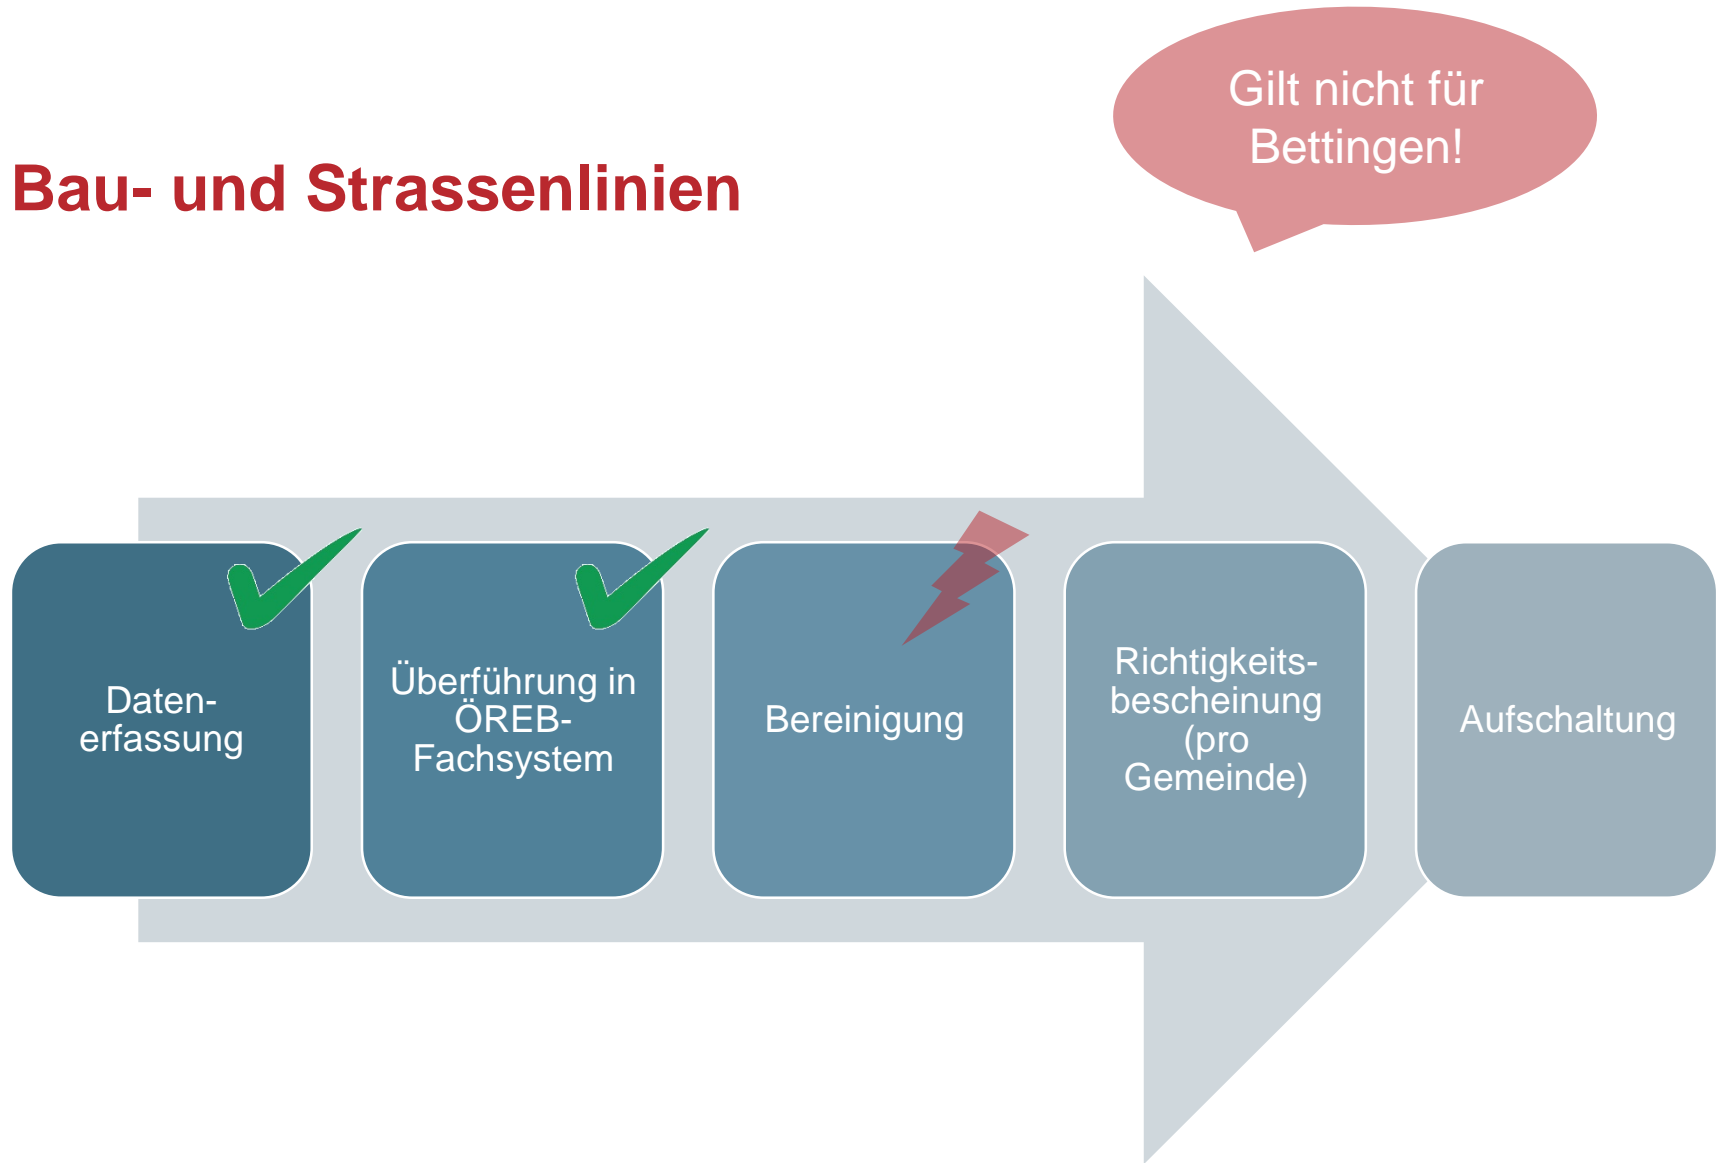 Gilt nicht für
Bettingen!
Bau- und Strassenlinien
Daten-
erfassung
Überführung in
ÖREB-
Fachsystem
Bereinigung
Richtigkeits-
bescheinung
(pro
Gemeinde)
Aufschaltung